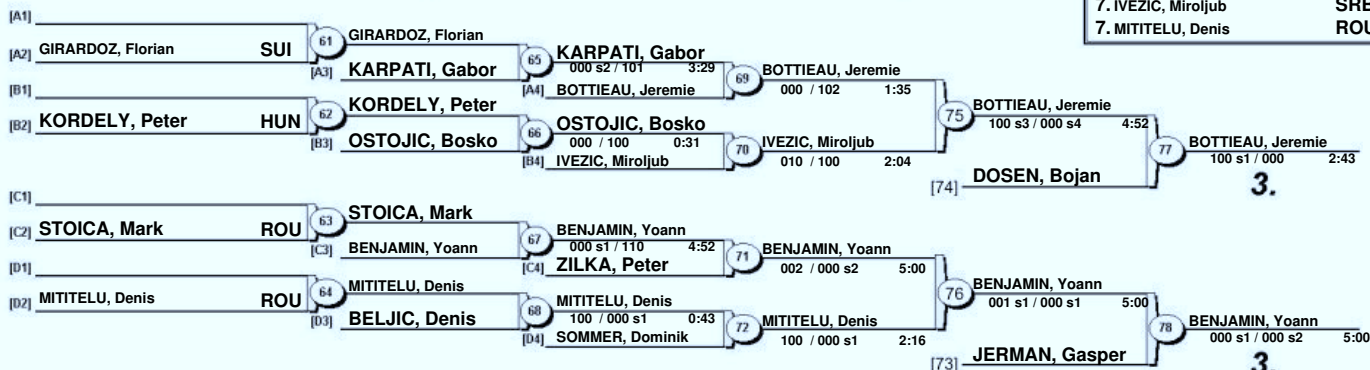 7. IVEZIC, Miroljub SRB
7. MITITELU, Denis ROU
[A1]
[A2] GIRARDOZ, Florian SUI
61 GIRARDOZ, Florian
[A3] KARPATI, Gabor
65 KARPATI, Gabor
000 s2 / 101 3:29
[A4] BOTTIEAU, Jeremie
69 BOTTIEAU, Jeremie
000 / 102 1:35
[B1]
[B2] KORDELY, Peter HUN
62 KORDELY, Peter
[B3] OSTOJIC, Bosko
66 OSTOJIC, Bosko
000 / 100 0:31
[B4] IVEZIC, Miroljub
70 IVEZIC, Miroljub
010 / 100 2:04
75 BOTTIEAU, Jeremie
100 s3 / 000 s4 4:52
[74] DOSEN, Bojan
77 BOTTIEAU, Jeremie
100 s1 / 000 2:43
3.
[C1]
[C2] STOICA, Mark ROU
63 STOICA, Mark
[C3] BENJAMIN, Yoann
67 BENJAMIN, Yoann
000 s1 / 110 4:52
[C4] ZILKA, Peter
71 BENJAMIN, Yoann
002 / 000 s2 5:00
[D1]
[D2] MITITELU, Denis ROU
64 MITITELU, Denis
[D3] BELJIC, Denis
68 MITITELU, Denis
100 / 000 s1 0:43
[D4] SOMMER, Dominik
72 MITITELU, Denis
100 / 000 s1 2:16
76 BENJAMIN, Yoann
001 s1 / 000 s1 5:00
[73] JERMAN, Gasper
78 BENJAMIN, Yoann
000 s1 / 000 s2 5:00
3.